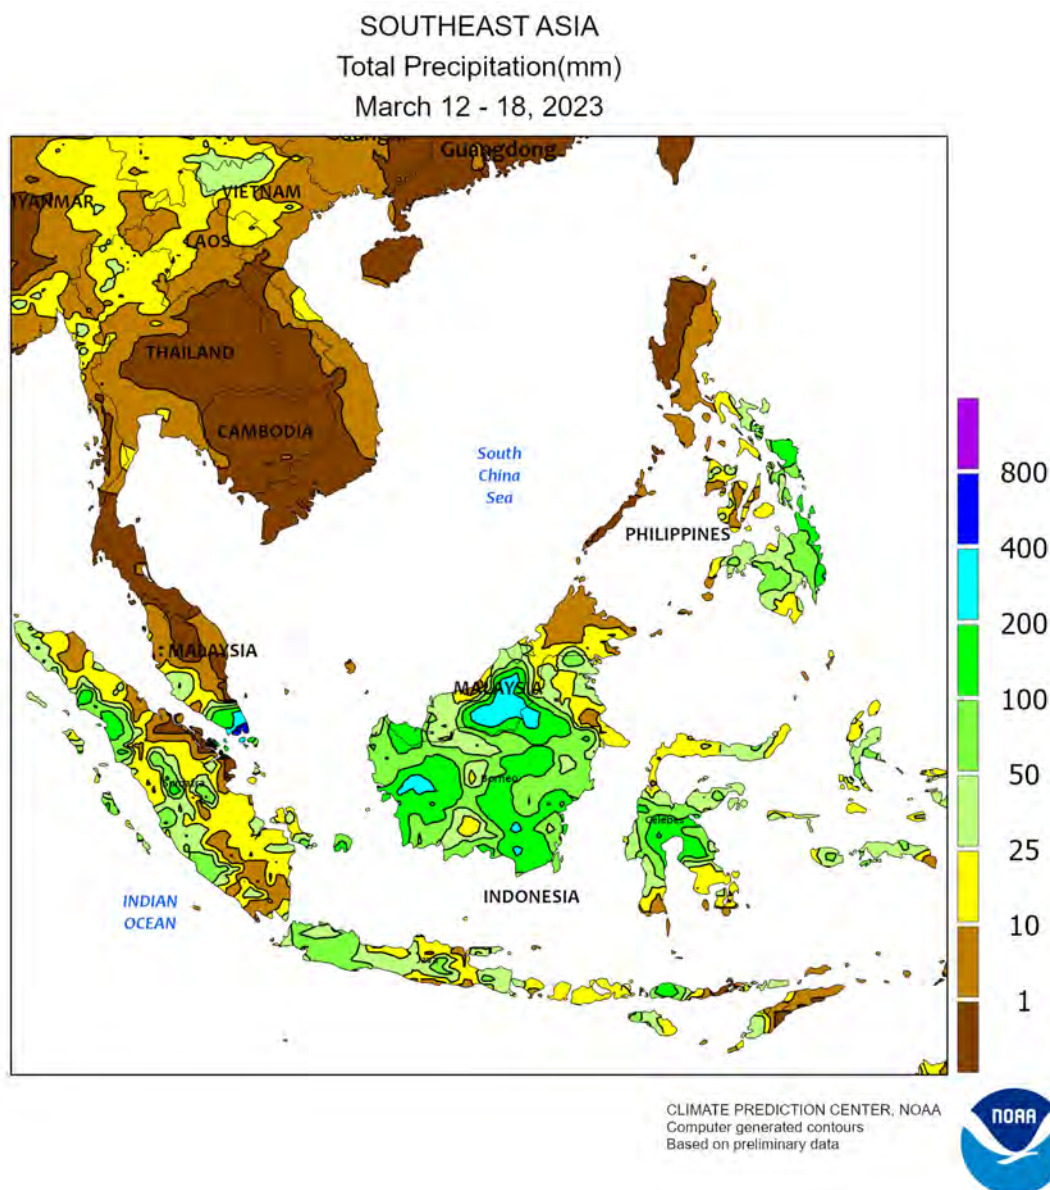 SOUTHEAST ASIA
Total Precipitation(mm)
March 12 - 18, 2023
Guangdong
VIETNAM
LAOS
THAILAND
CAMBODIA
South
China
Sea
PHILIPPINES
MALAYSIA
MALAYSIA
Borneo
Celebes
INDONESIA
INDIAN
OCEAN
800
400
200
100
50
25
10
1
CLIMATE PREDICTION CENTER, NOAA
Computer generated contours
Based on preliminary data
NOAA